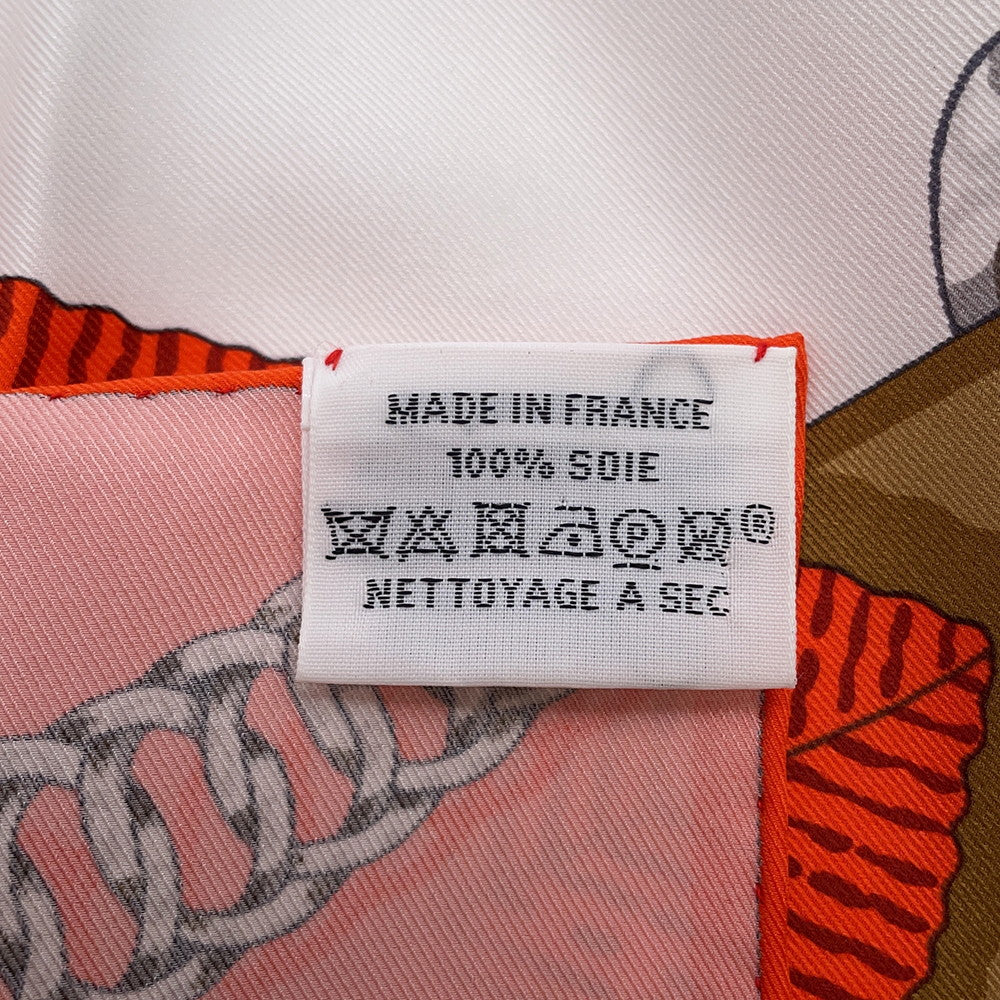 MADE IN FRANCE
100% SOIE
P ®
NETTOYAGE A SEC